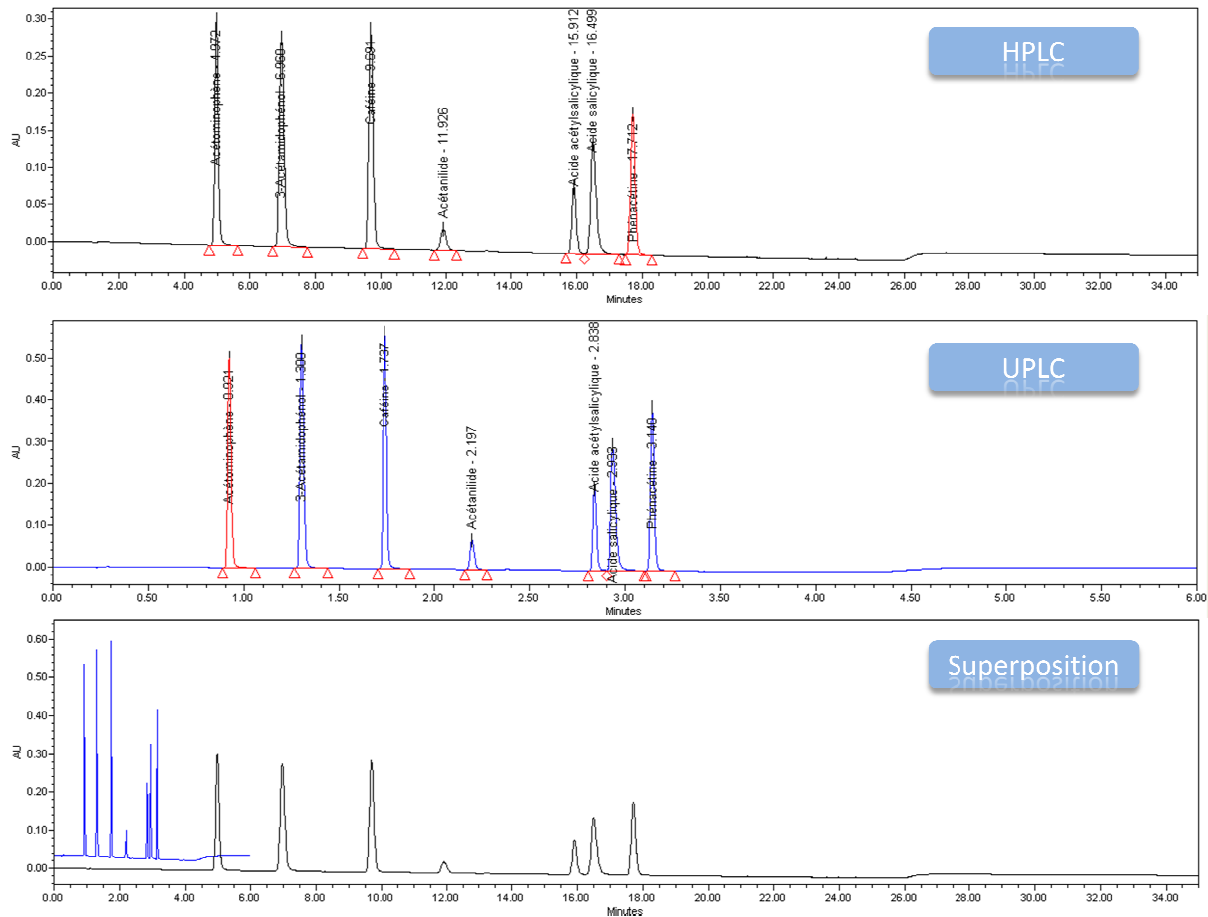 HPLC
0.30
0.25
0.20
0.15
0.10
0.05
0.00
AU
Acétominophène - 4.972
3-Acétamidophénol - 6.960
Caféine - 9.691
Acétanilide - 11.926
Acide acétylsalicylique - 15.912
Acide salicylique - 16.499
Phénacétine - 17.712
0.00 2.00 4.00 6.00 8.00 10.00 12.00 14.00 16.00 18.00 20.00 22.00 24.00 26.00 28.00 30.00 32.00 34.00
Minutes
UPLC
0.50
0.40
0.30
0.20
0.10
0.00
AU
Acétominophène - 0.921
3-Acétamidophénol -
Caféine - 1.737
Acétanilide - 2.197
Acide acétylsalicylique - 2.838
Acide salicylique -
Phénacétine - 3.140
0.00 0.50 1.00 1.50 2.00 2.50 3.00 3.50 4.00 4.50 5.00 5.50 6.00
Minutes
Superposition
0.60
0.50
0.40
0.30
0.20
0.10
0.00
AU
0.00 2.00 4.00 6.00 8.00 10.00 12.00 14.00 16.00 18.00 20.00 22.00 24.00 26.00 28.00 30.00 32.00 34.00
Minutes